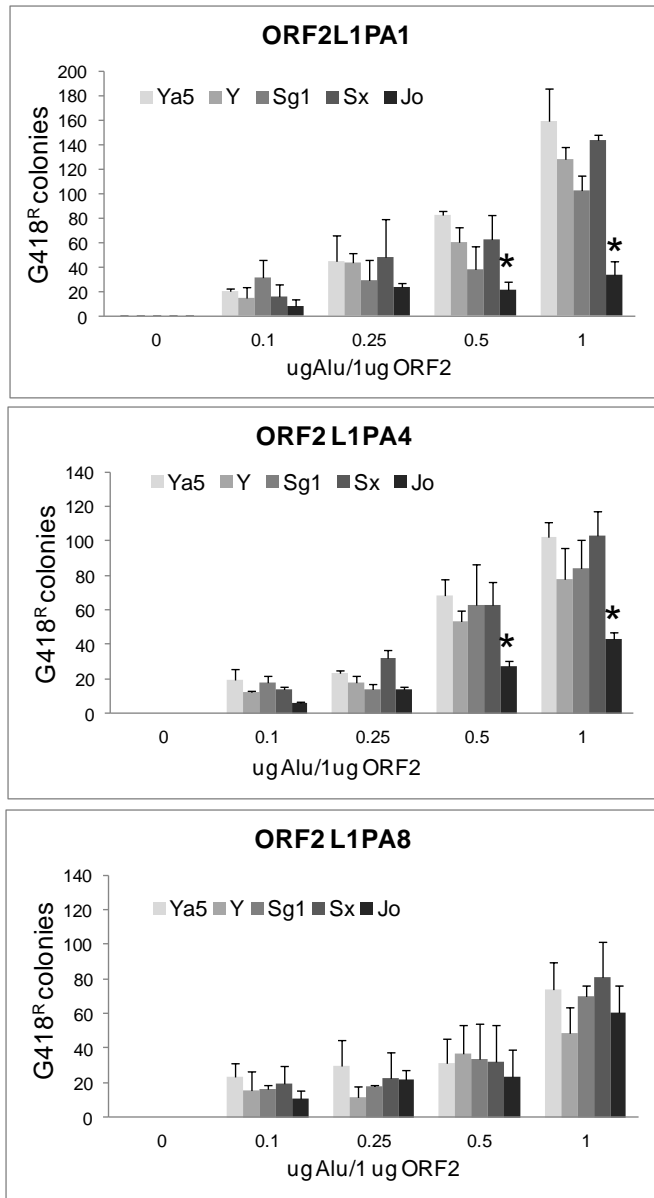 ORF2L1PA1
200
180
160
140
120
100
80
60
40
20
0
G418R colonies
Ya5 Y Sg1 Sx Jo
* *
0 0.1 0.25 0.5 1
ugAlu/1ug ORF2
ORF2 L1PA4
140
120
100
80
60
40
20
0
G418R colonies
Ya5 Y Sg1 Sx Jo
* *
0 0.1 0.25 0.5 1
ug Alu/1ug ORF2
ORF2 L1PA8
140
120
100
80
60
40
20
0
G418R colonies
Ya5 Y Sg1 Sx Jo
0 0.1 0.25 0.5 1
ugAlu/1 ug ORF2